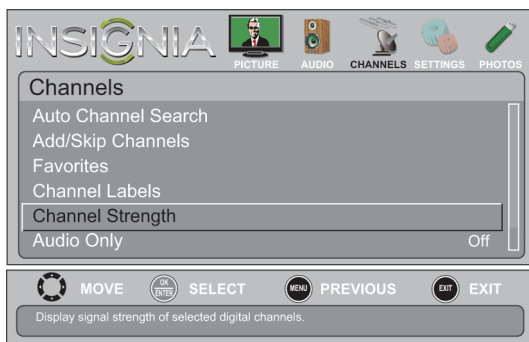 INSIGNIA
PICTURE AUDIO CHANNELS SETTINGS PHOTOS
Channels
Auto Channel Search
Add/Skip Channels
Favorites
Channel Labels
Channel Strength
Audio Only Off
MOVE OK ENTER SELECT MENU PREVIOUS EXIT EXIT
Display signal strength of selected digital channels.